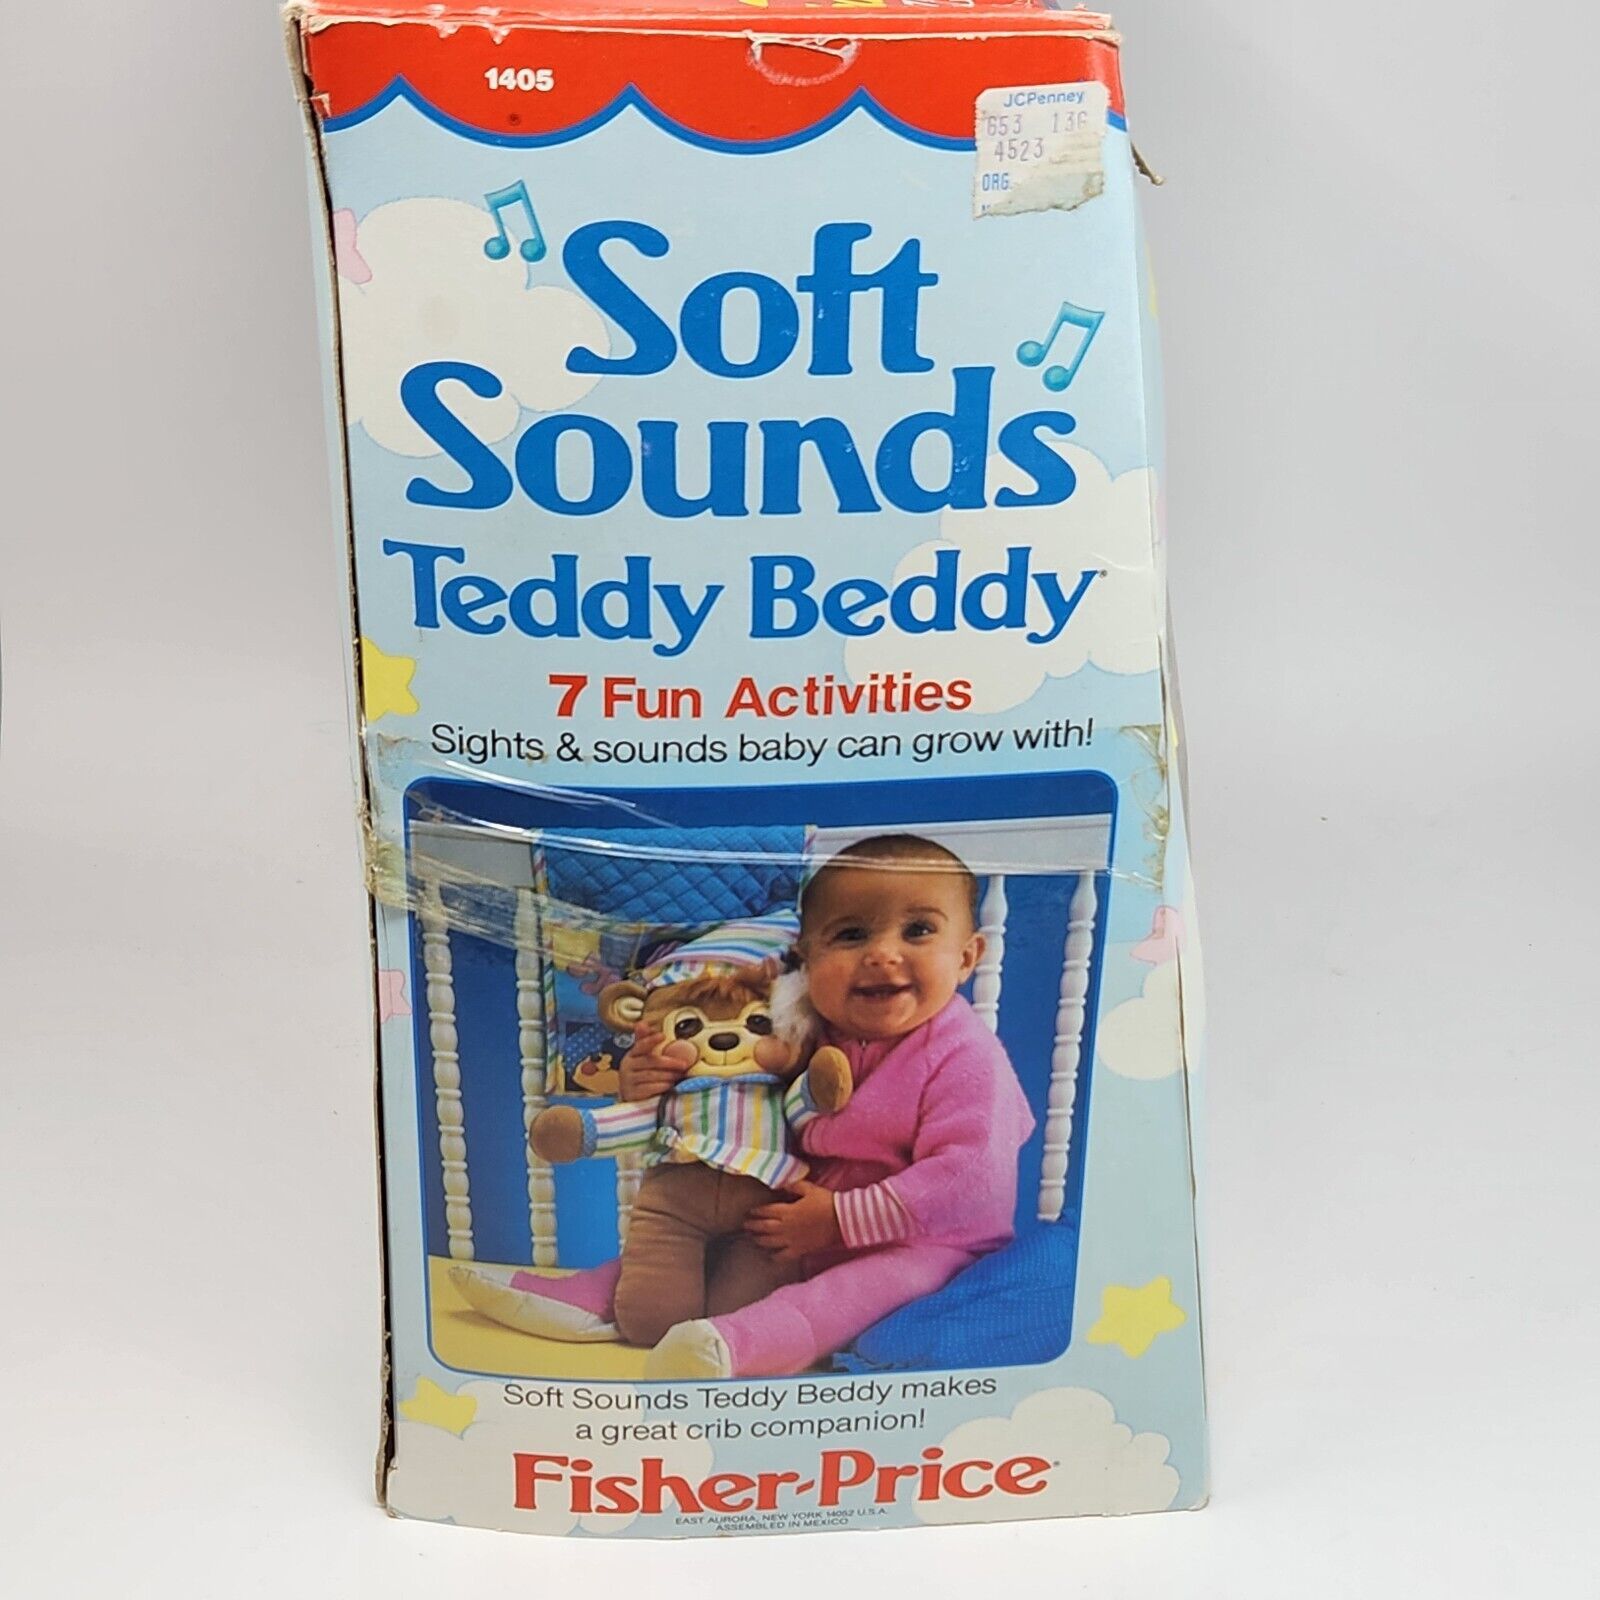 1405
JCPenney
653 136
4523
ORG.
Soft
Sounds
Teddy Beddy®
7 Fun Activities
Sights & sounds baby can grow with!
Soft Sounds Teddy Beddy makes
a great crib companion!
Fisher-Price®
EAST AURORA, NEW YORK 14052 U.S.A.
ASSEMBLED IN MEXICO